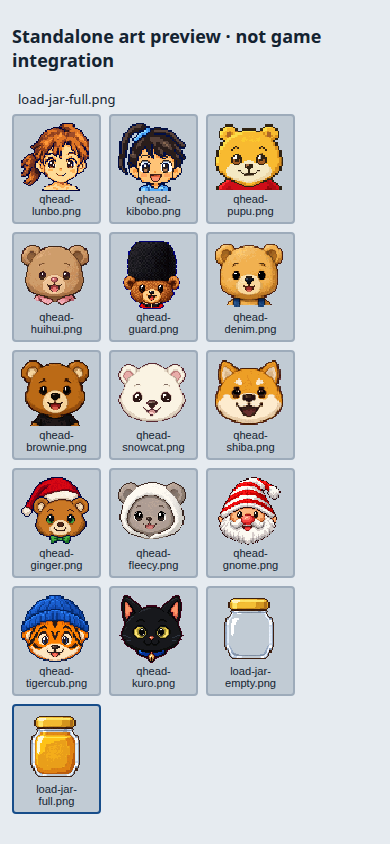 Standalone art preview · not game
integration
load-jar-full.png
qhead-
lunbo.png
qhead-
kibobo.png
qhead-
pupu.png
qhead-
huihui.png
qhead-
guard.png
qhead-
denim.png
qhead-
brownie.png
qhead-
snowcat.png
qhead-
shiba.png
qhead-
ginger.png
qhead-
fleecy.png
qhead-
gnome.png
qhead-
tigercub.png
qhead-
kuro.png
load-jar-
empty.png
load-jar-
full.png